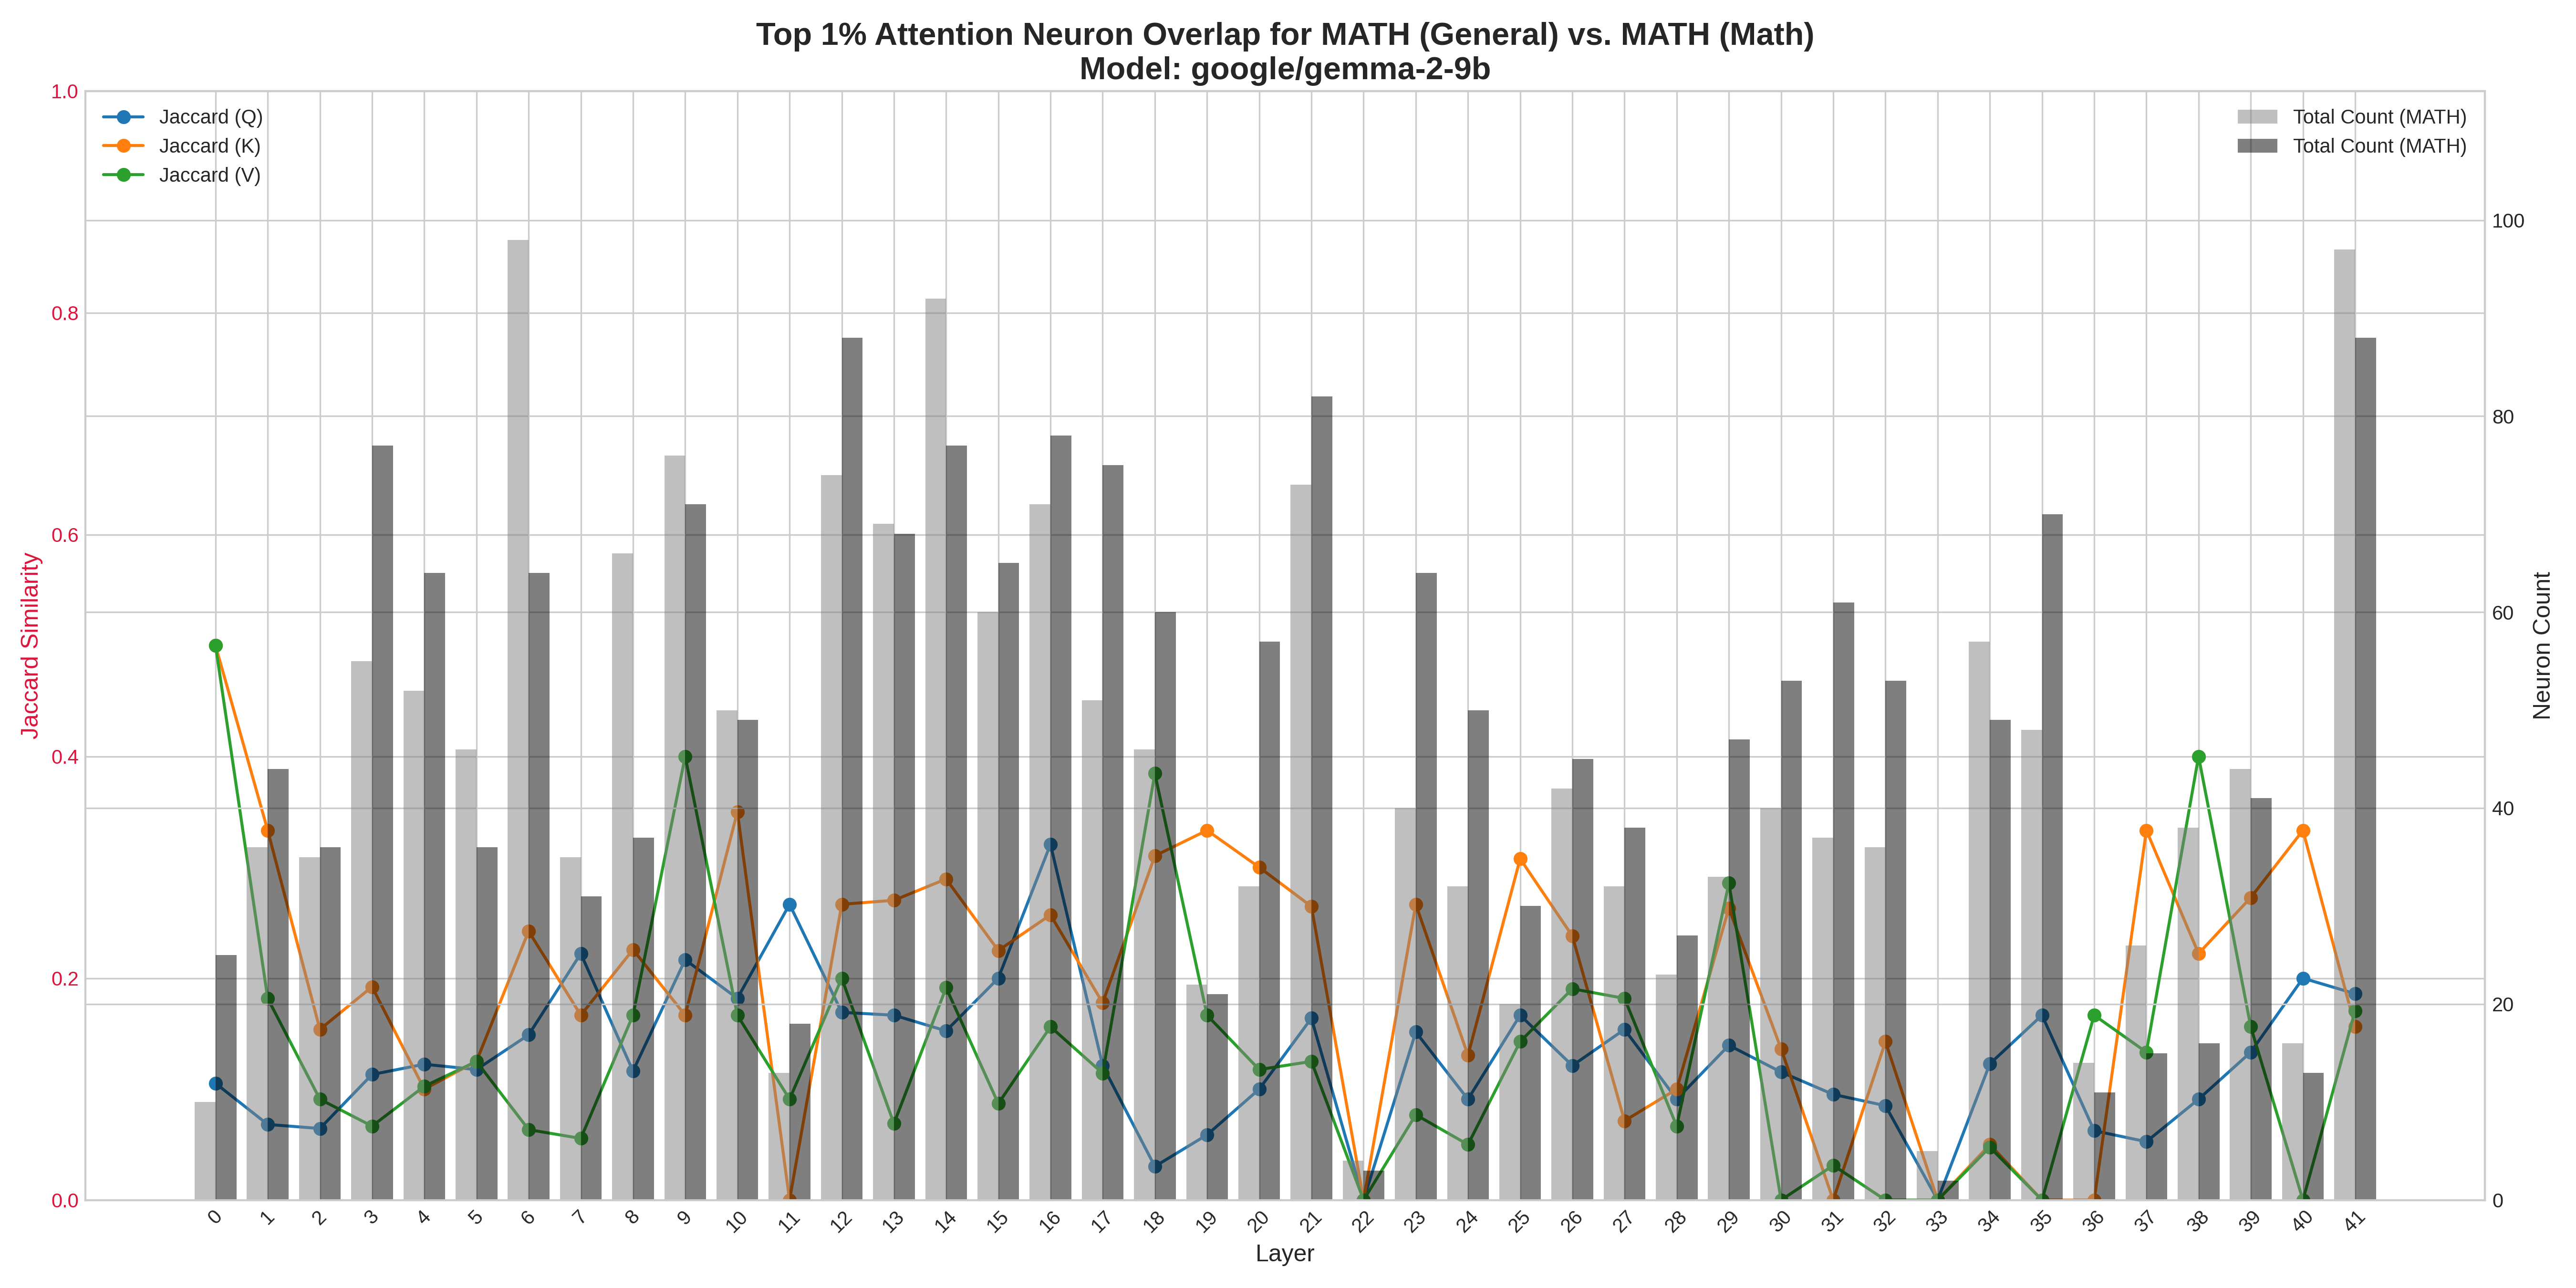 Top 1% Attention Neuron Overlap for MATH (General) vs. MATH (Math)
Model: google/gemma-2-9b
Jaccard (Q)
Jaccard (K)
Jaccard (V)
Total Count (MATH)
Total Count (MATH)
Jaccard Similarity
1.0
0.8
0.6
0.4
0.2
0.0
Neuron Count
100
80
60
40
20
0
0 1 2 3 4 5 6 7 8 9 10 11 12 13 14 15 16 17 18 19 20 21 22 23 24 25 26 27 28 29 30 31 32 33 34 35 36 37 38 39 40 41
Layer